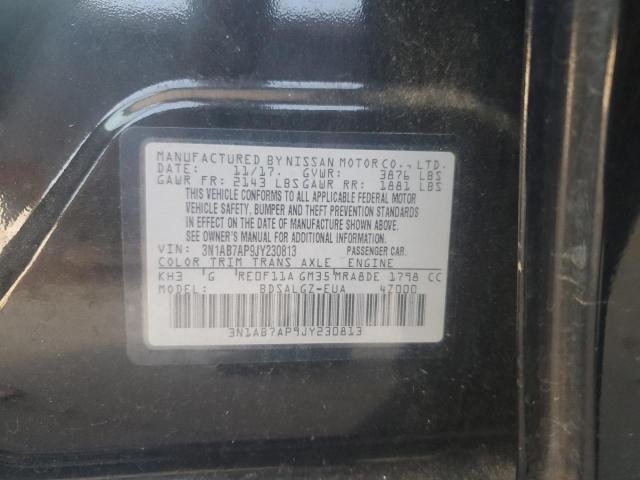 MANUFACTURED BY NISSAN MOTOR CO., LTD.
DATE: 11/17. GVWR: 3876 LBS
GAWR FR: 2143 LBS GAWR RR: 1881 LBS
THIS VEHICLE CONFORMS TO ALL APPLICABLE FEDERAL MOTOR
VEHICLE SAFETY, BUMPER AND THEFT PREVENTION STANDARDS
IN EFFECT ON THE DATE OF MANUFACTURE SHOWN ABOVE.
SEE OWNER'S MANUAL FOR ADDITIONAL INFORMATION.
VIN: 3N1AB7AP9JY230813 PASSENGER CAR.
COLOR TRIM TRANS AXLE ENGINE
KH3 G RE0F11A GM35 MRA8DE 1798 CC
BDSALGZ-EUA 47000
3N1AB7AP9JY230813